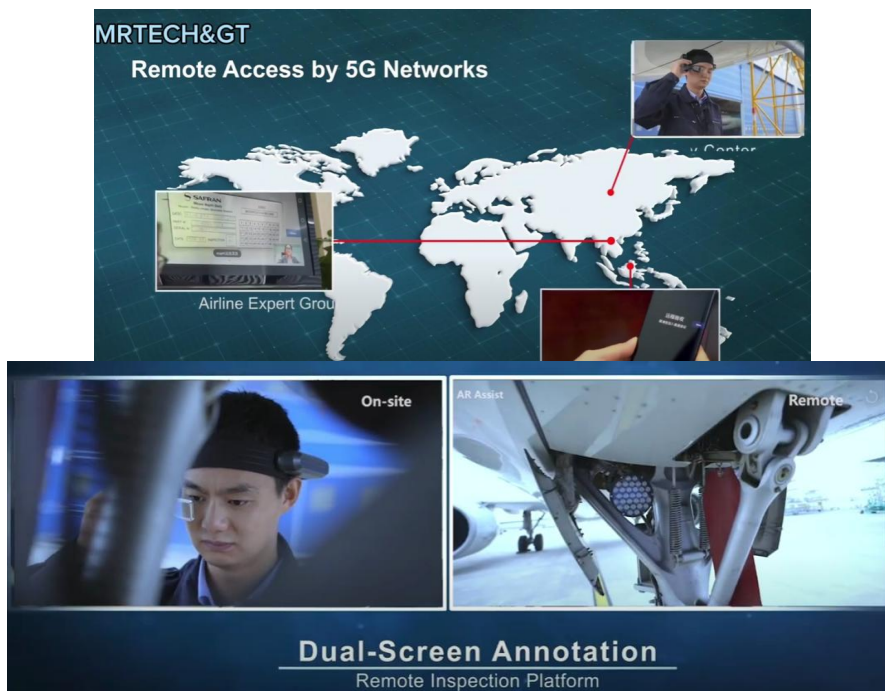 MRTECH&GT
Remote Access by 5G Networks
Center
SAFRAN
Airline Expert Grou
On-site
AR Assist
Remote
Dual-Screen Annotation
Remote Inspection Platform